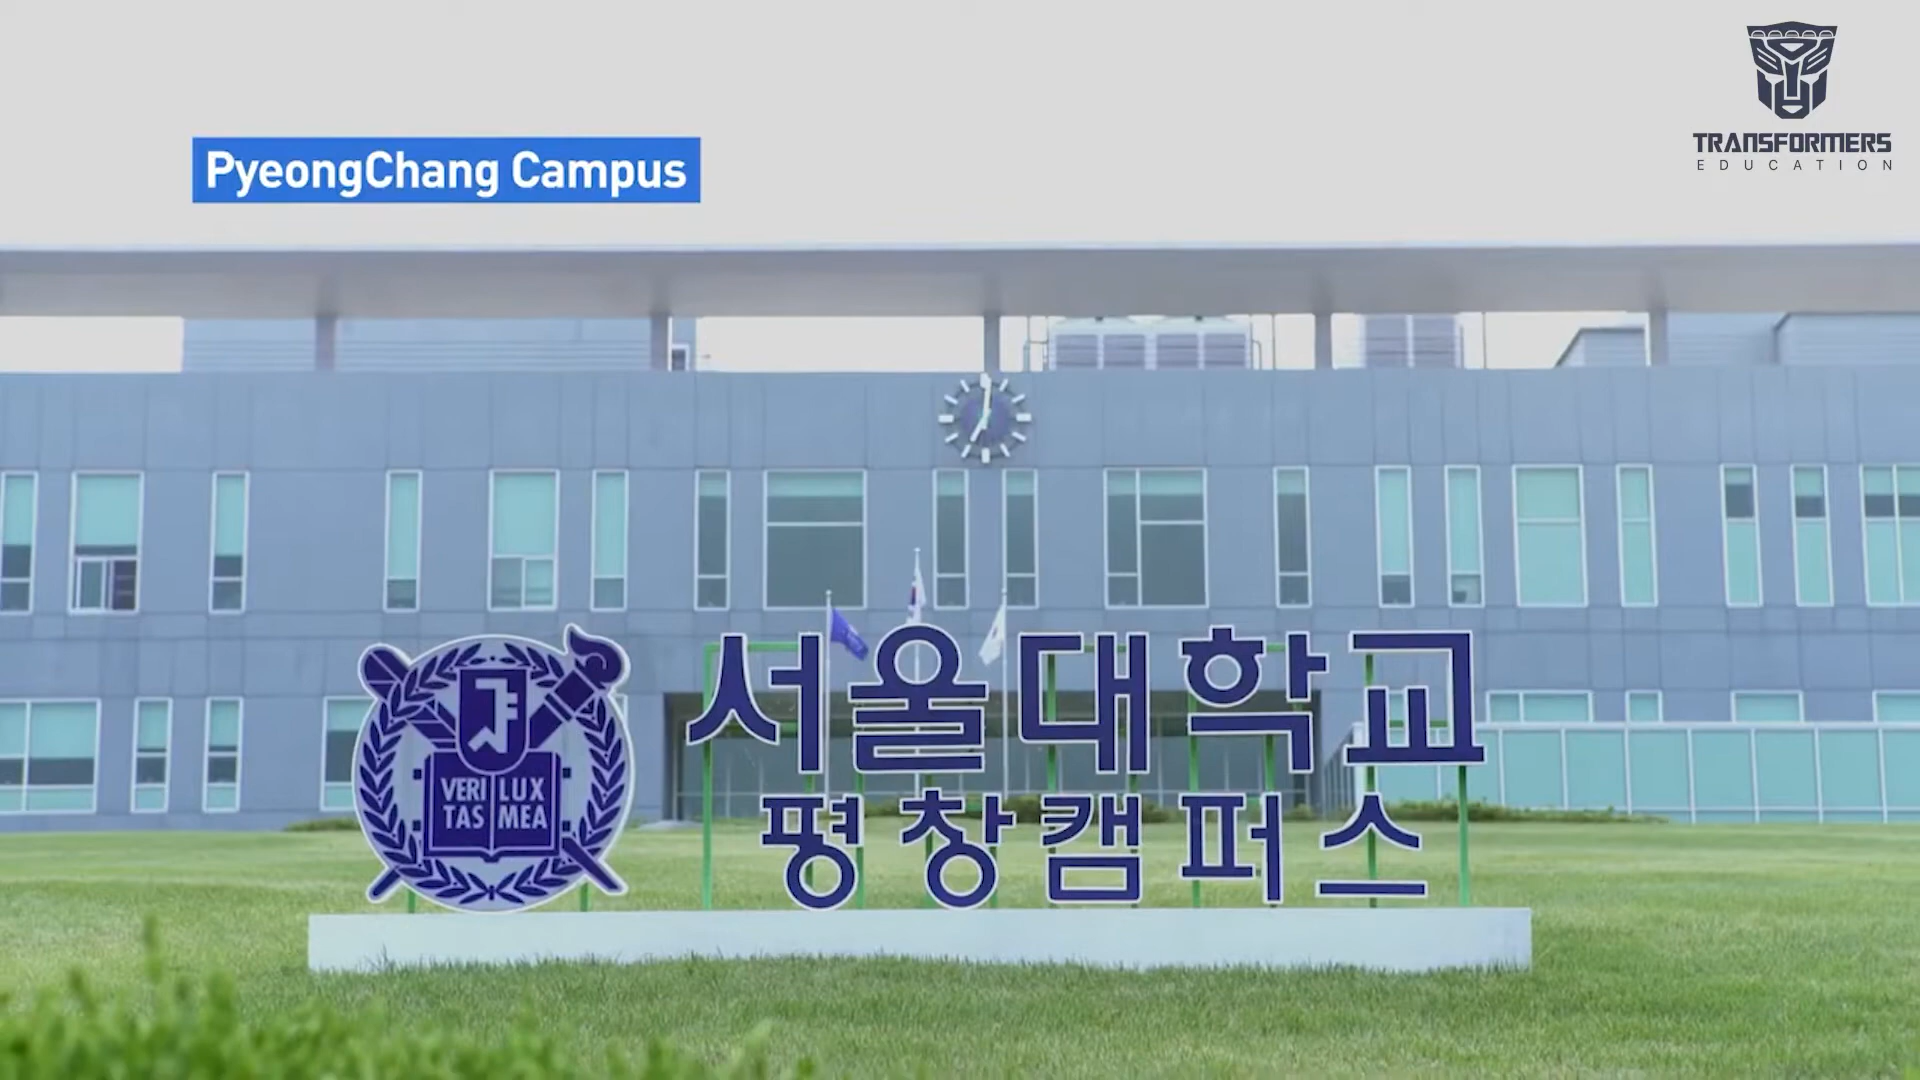 TRANSFORMERS
EDUCATION
PyeongChang Campus
서울대학교
평창캠퍼스
VERI LUX
TAS MEA